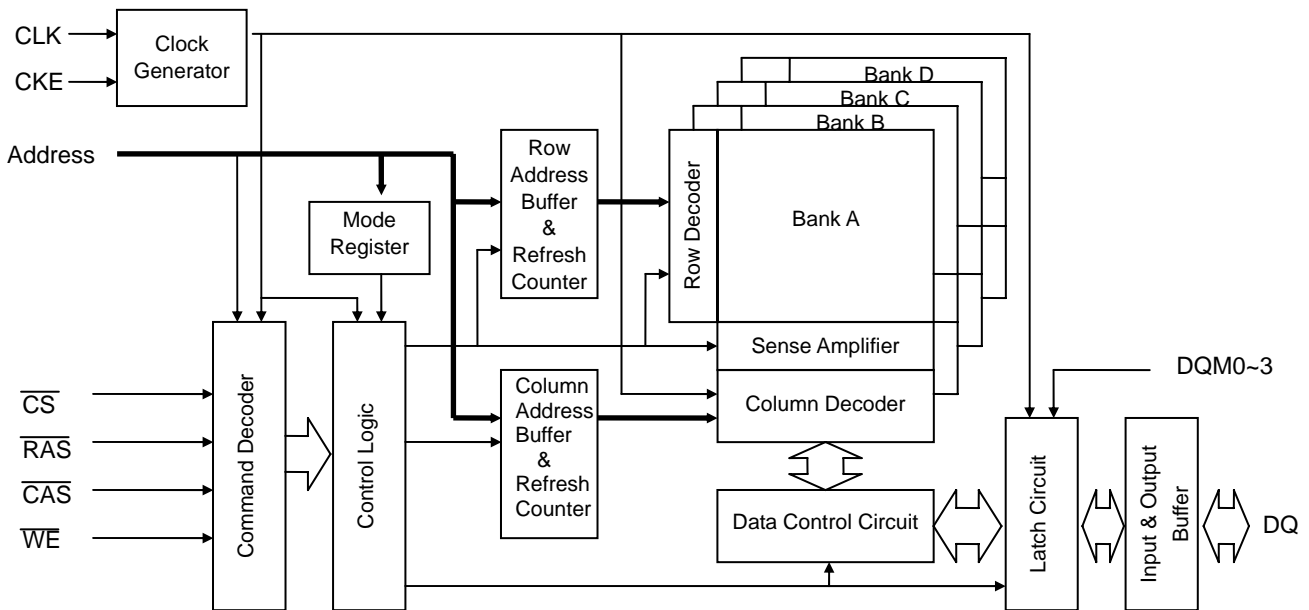 CLK
CKE
Clock
Generator
Address
Mode
Register
Row
Address
Buffer
&
Refresh
Counter
Bank D
Bank C
Bank B
Bank A
Row Decoder
Sense Amplifier
Column Decoder
Column
Address
Buffer
&
Refresh
Counter
CS
RAS
CAS
WE
Command Decoder
Control Logic
Data Control Circuit
DQM0~3
Latch Circuit
Input & Output
Buffer
DQ